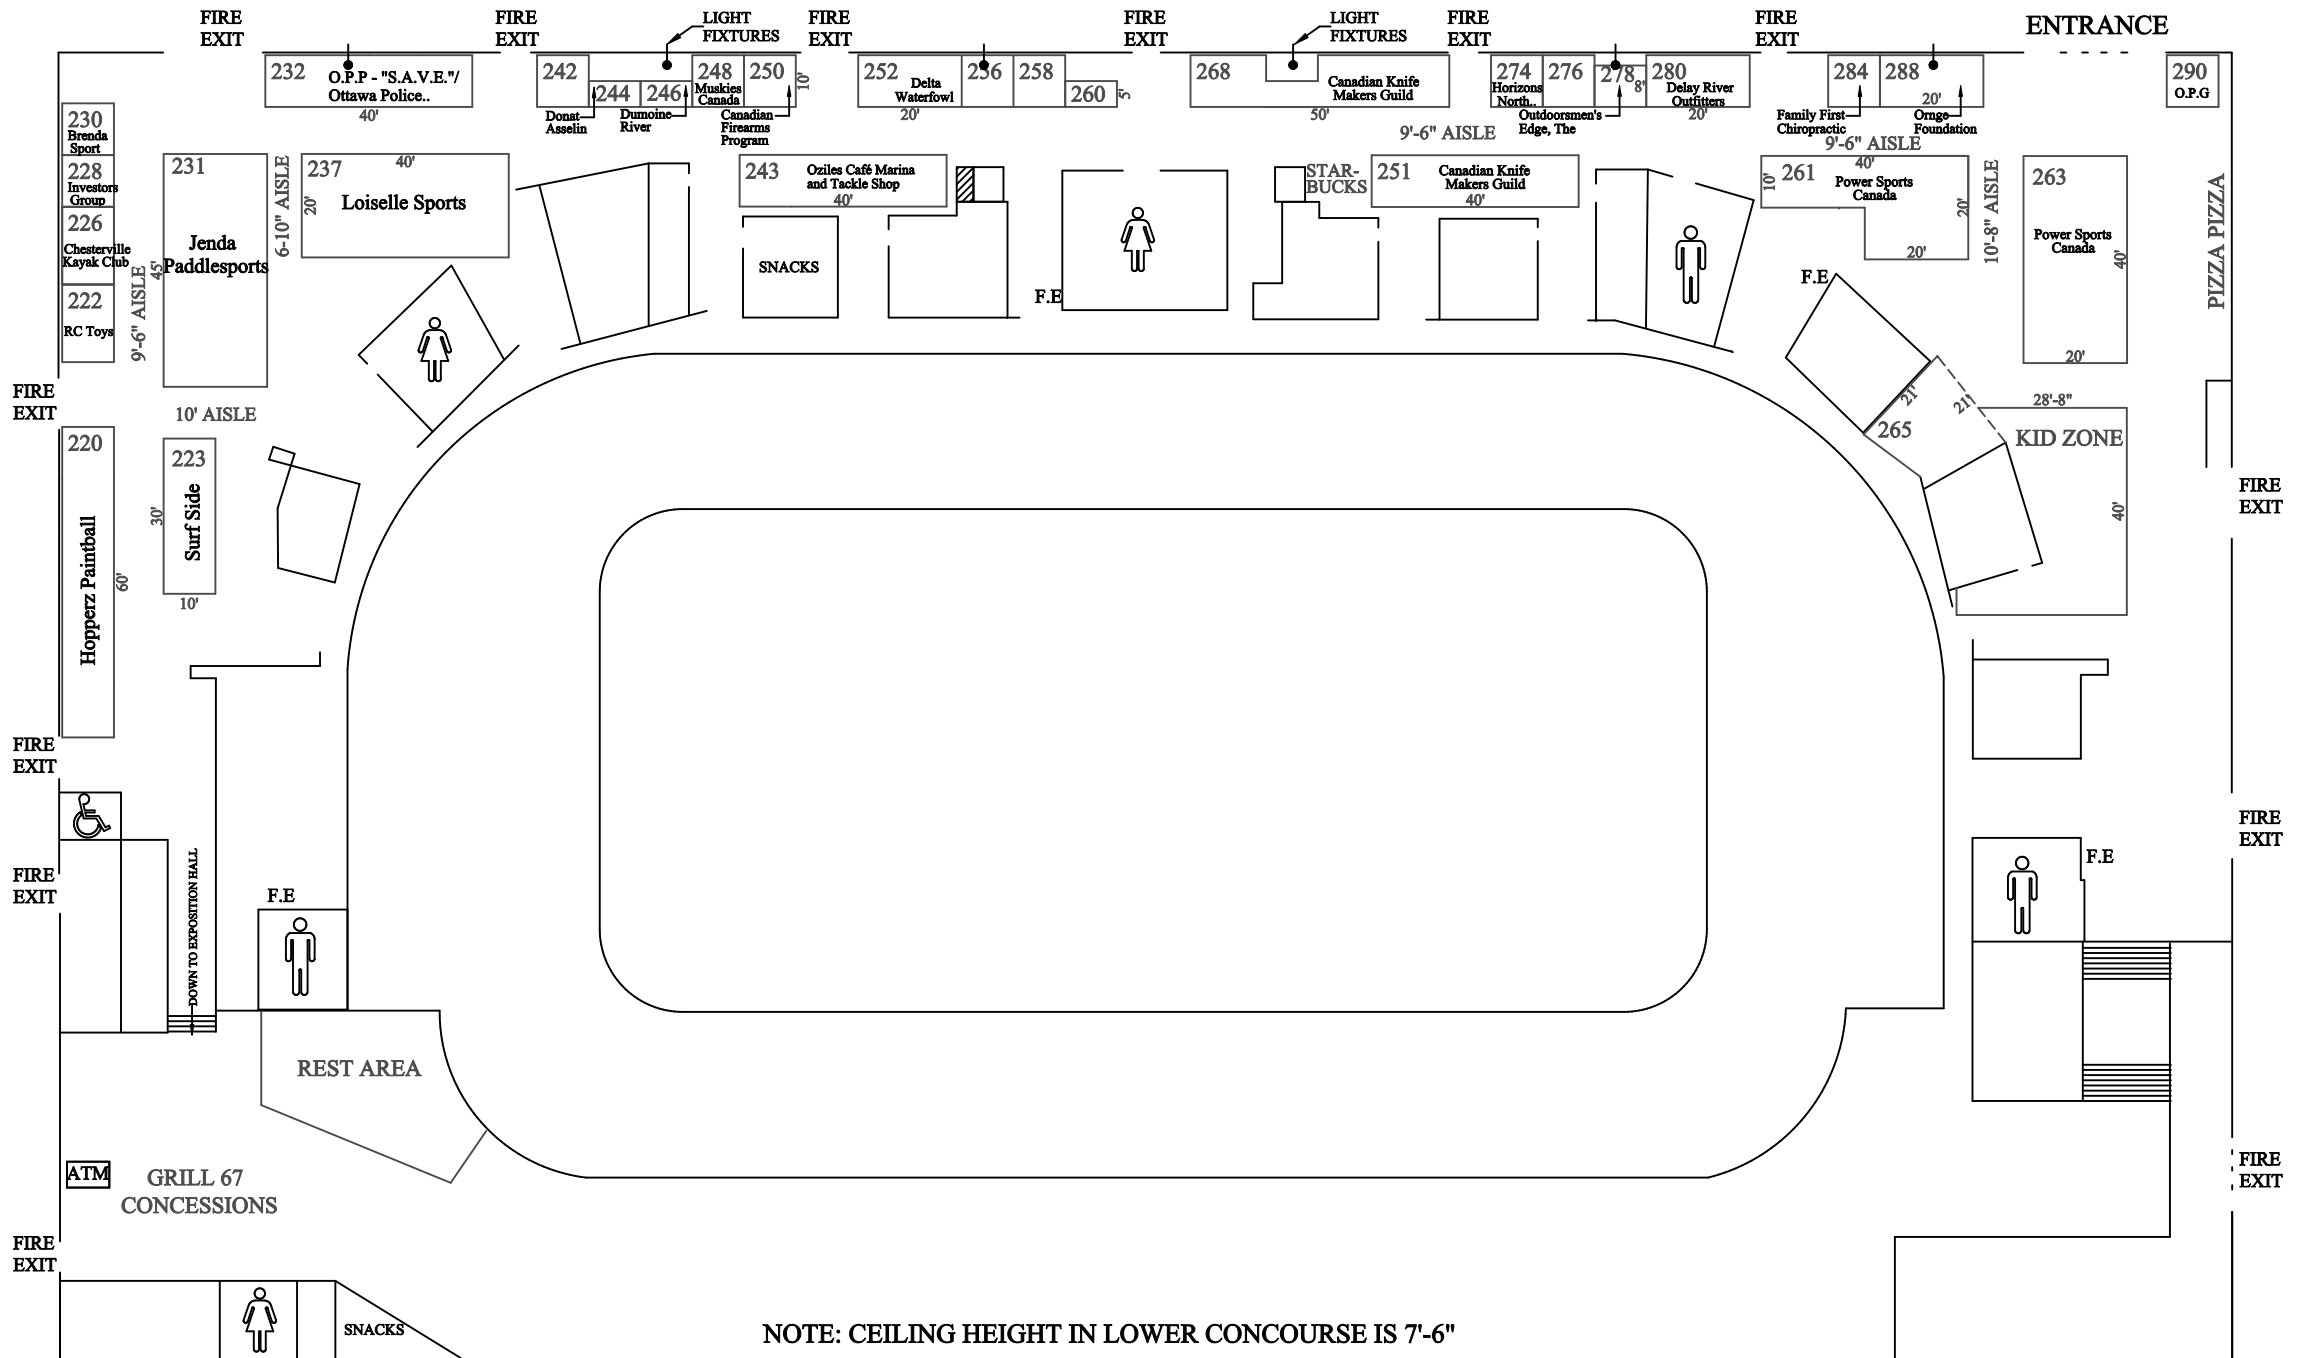 FIRE
EXIT
FIRE
EXIT
LIGHT
FIXTURES
FIRE
EXIT
FIRE
EXIT
LIGHT
FIXTURES
FIRE
EXIT
FIRE
EXIT
ENTRANCE
232
O.P.P - "S.A.V.E."/
Ottawa Police..
40'
242
244
246
248
Muskies
Canada
250
10'
Donat
Asselin
Dumoine
River
Canadian
Firearms
Program
252
Delta
Waterfowl
20'
256
258
260
5'
268
Canadian Knife
Makers Guild
50'
274
Horizons
North..
276
278
8'
280
Delay River
Outfitters
20'
Outdoorsmen's
Edge, The
284
288
20'
Family First
Chiropractic
Ornge
Foundation
290
O.P.G
9'-6" AISLE
9'-6" AISLE
230
Brenda
Sport
228
Investors
Group
226
Chesterville
Kayak Club
222
RC Toys
9'-6" AISLE
231
Jenda
Paddlesports
45'
6-10" AISLE
237
40'
20'
Loiselle Sports
243
Oziles Café Marina
and Tackle Shop
40'
SNACKS
F.E
STAR-
BUCKS
251
Canadian Knife
Makers Guild
40'
261
40'
10'
Power Sports
Canada
20'
20'
10'-8" AISLE
263
Power Sports
Canada
40'
20'
PIZZA PIZZA
F.E
FIRE
EXIT
10' AISLE
220
Hopperz Paintball
60'
223
Surf Side
30'
10'
21'
21'
265
28'-8"
KID ZONE
40'
FIRE
EXIT
FIRE
EXIT
FIRE
EXIT
FIRE
EXIT
DOWN TO EXPOSITION HALL
F.E
F.E
REST AREA
ATM
GRILL 67
CONCESSIONS
FIRE
EXIT
FIRE
EXIT
SNACKS
NOTE: CEILING HEIGHT IN LOWER CONCOURSE IS 7'-6"